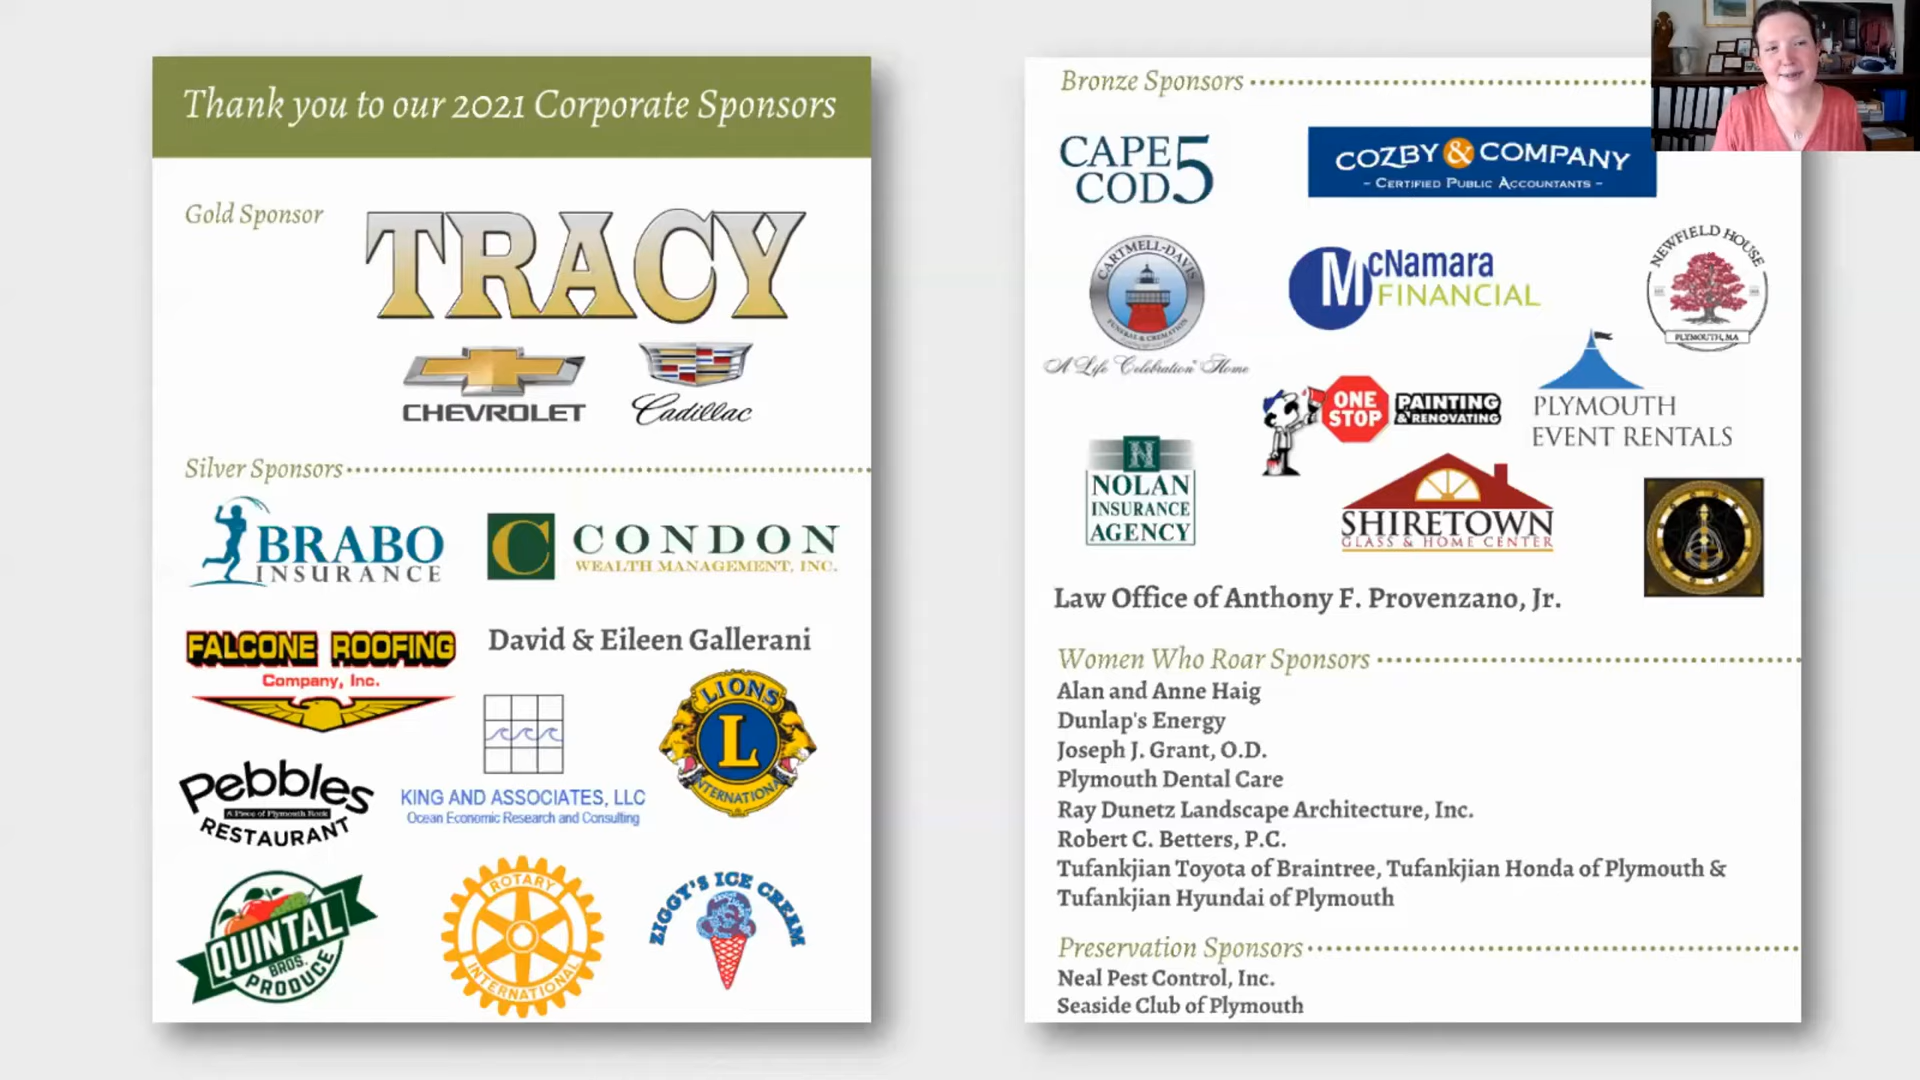 Thank you to our 2021 Corporate Sponsors
Gold Sponsor
TRACY
CHEVROLET
Cadillac
Silver Sponsors
BRABO
INSURANCE
C CONDON
WEALTH MANAGEMENT, INC.
FALCONE ROOFING
Company, Inc.
David & Eileen Gallerani
LIONS
L
INTERNATIONAL
Pebbles
A Piece of Plymouth Rock
RESTAURANT
KING AND ASSOCIATES, LLC
Ocean Economic Research and Consulting
QUINTAL
BROS.
PRODUCE
ROTARY
INTERNATIONAL
ZIGGY'S ICE CREAM
Bronze Sponsors
CAPE
COD 5
COZBY & COMPANY
- CERTIFIED PUBLIC ACCOUNTANTS -
CARTMELL-DAVIS
FUNERAL & CREMATION
A Life Celebration Home
McNamara
FINANCIAL
NEWFIELD HOUSE
PLYMOUTH, MA
ONE
STOP
PAINTING
& RENOVATING
PLYMOUTH
EVENT RENTALS
N
NOLAN
INSURANCE
AGENCY
SHIRETOWN
GLASS & HOME CENTER
Law Office of Anthony F. Provenzano, Jr.
Women Who Roar Sponsors
Alan and Anne Haig
Dunlap's Energy
Joseph J. Grant, O.D.
Plymouth Dental Care
Ray Dunetz Landscape Architecture, Inc.
Robert C. Betters, P.C.
Tufankjian Toyota of Braintree, Tufankjian Honda of Plymouth &
Tufankjian Hyundai of Plymouth
Preservation Sponsors
Neal Pest Control, Inc.
Seaside Club of Plymouth